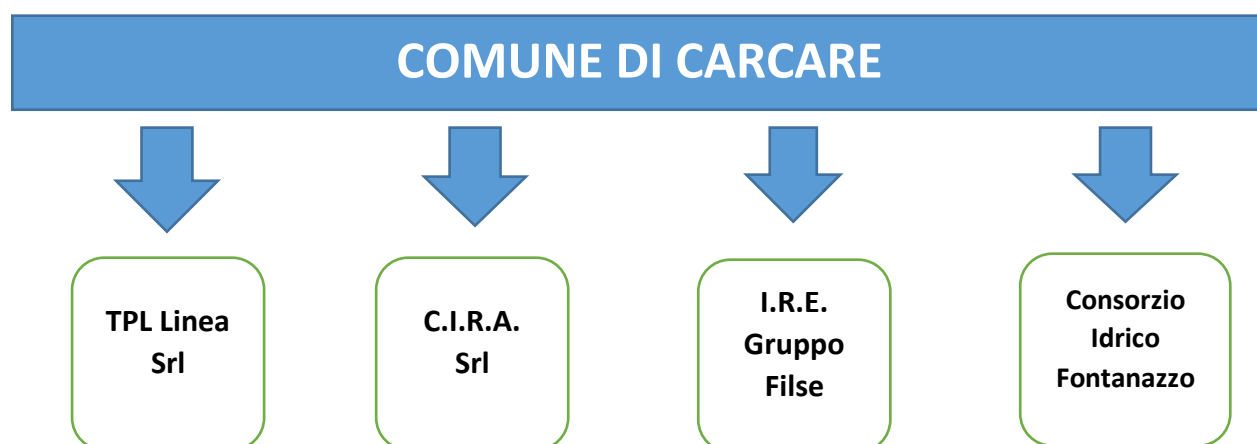 COMUNE DI CARCARE
TPL Linea
Srl
C.I.R.A.
Srl
I.R.E.
Gruppo
Filse
Consorzio
Idrico
Fontanazzo